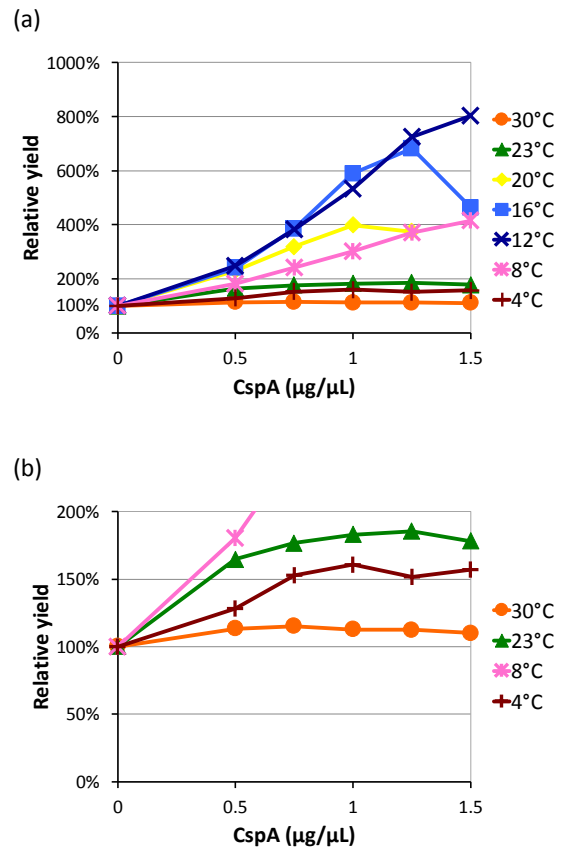 (a)
1000%
800%
600%
400%
200%
100%
0%
Relative yield
0
0.5
1
1.5
CspA (μg/μL)
30°C
23°C
20°C
16°C
12°C
8°C
4°C
(b)
200%
150%
100%
50%
0%
Relative yield
0
0.5
1
1.5
CspA (μg/μL)
30°C
23°C
8°C
4°C